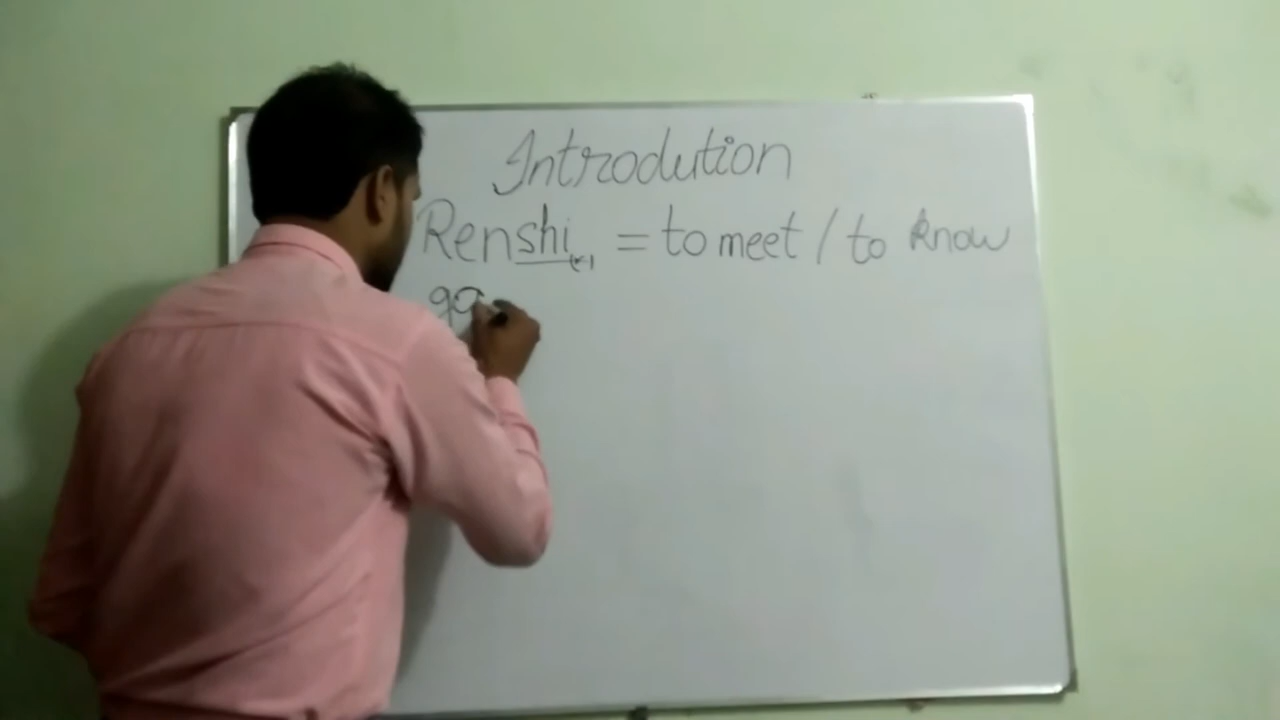 Introdution
Renshi = to meet / to know